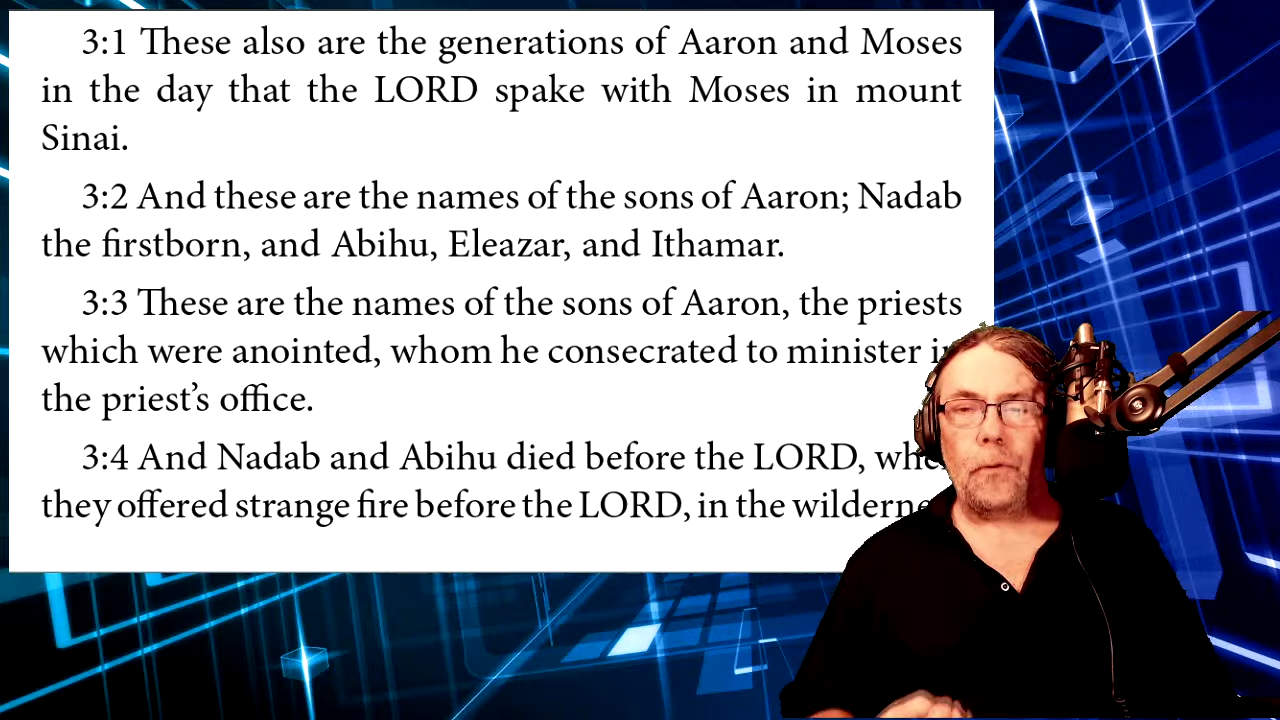 3:1 These also are the generations of Aaron and Moses
in the day that the LORD spake with Moses in mount
Sinai.
3:2 And these are the names of the sons of Aaron; Nadab
the firstborn, and Abihu, Eleazar, and Ithamar.
3:3 These are the names of the sons of Aaron, the priests
which were anointed, whom he consecrated to minister
the priest’s office.
3:4 And Nadab and Abihu died before the LORD,
they offered strange fire before the LORD, in the